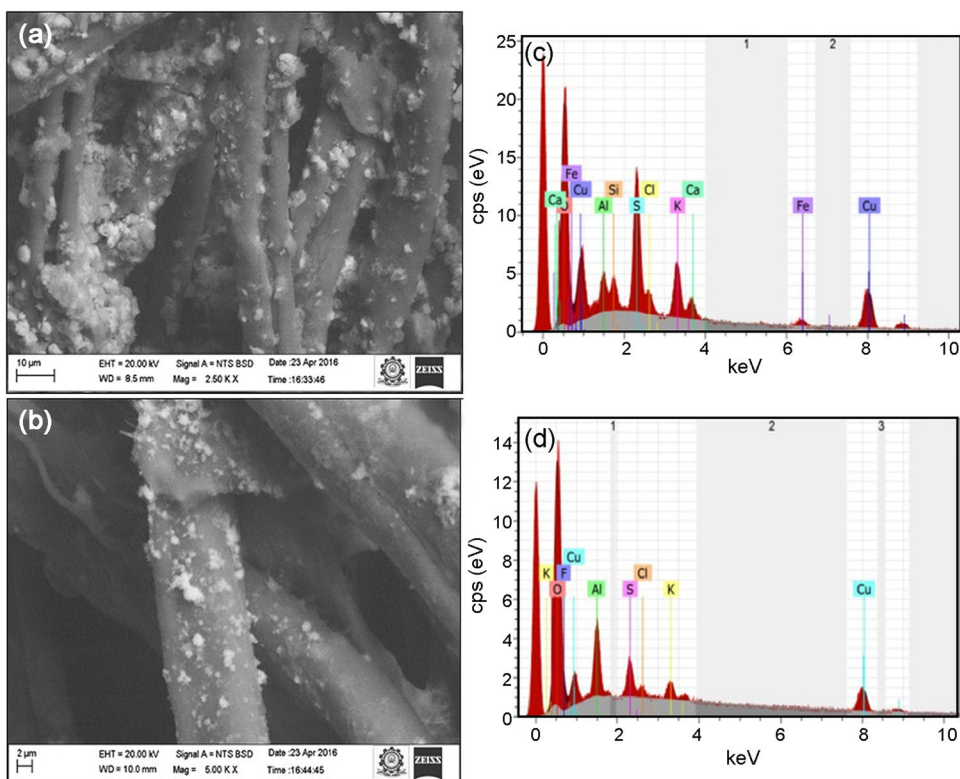 (a)
10 µm
EHT = 20.00 kV Signal A = NTS BSD Date :23 Apr 2016
WD = 8.5 mm Mag = 2.50 K X Time :16:33:46
ZEISS
(b)
2 µm
EHT = 20.00 kV Signal A = NTS BSD Date :23 Apr 2016
WD = 10.0 mm Mag = 5.00 K X Time :16:44:45
ZEISS
(c)
1 2
25
20
15
10
5
0
cps (eV)
Fe
Cu Si Cl Ca
Ca Al S K Fe Cu
0 2 4 6 8 10
keV
(d)
1 2 3
14
12
10
8
6
4
2
0
cps (eV)
Cu
K F Cl
O Al S K Cu
0 2 4 6 8 10
keV